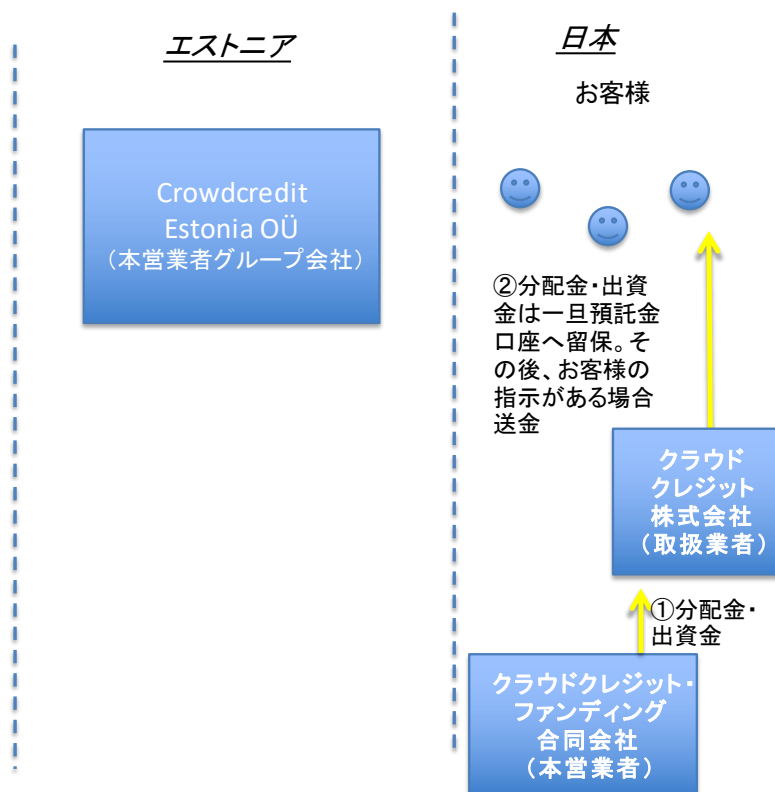 エストニア
日本
お客様
Crowdcredit
Estonia OÜ
（本営業者グループ会社）
②分配金・出資
金は一旦預託金
口座へ留保。そ
の後、お客様の
指示がある場合
送金
クラウド
クレジット
株式会社
（取扱業者）
①分配金・
出資金
クラウドクレジット・
ファンディング
合同会社
（本営業者）